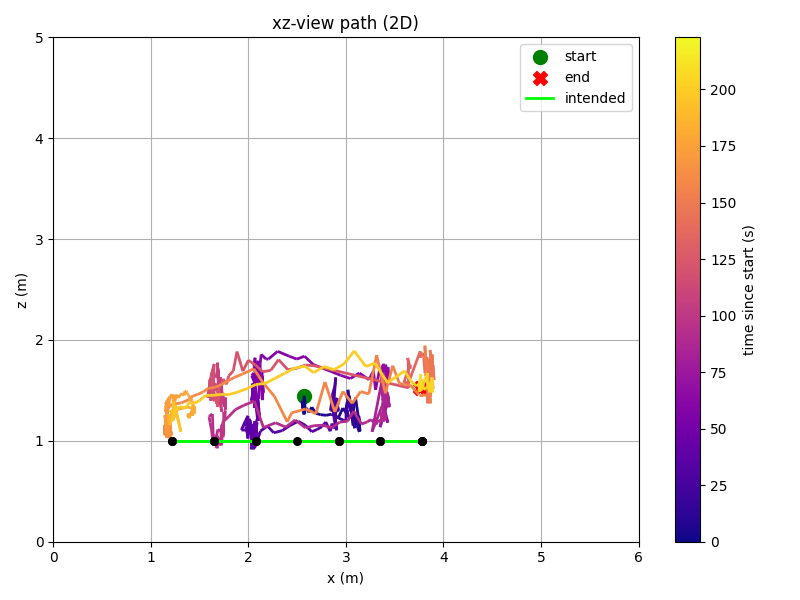 xz-view path (2D)
start
end
intended
5
4
3
2
1
0
z (m)
0 1 2 3 4 5 6
x (m)
200
175
150
125
100
75
50
25
0
time since start (s)